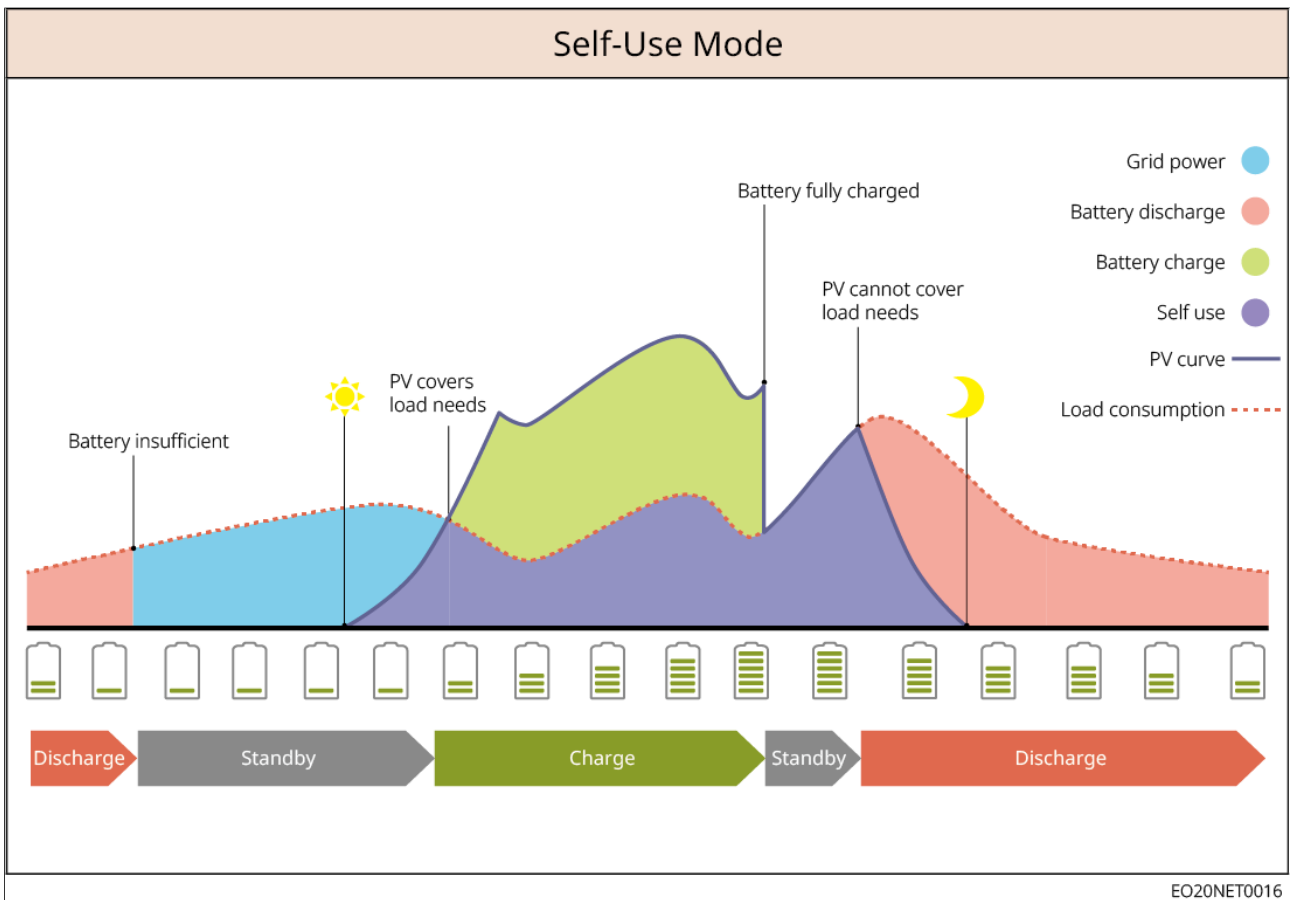 Self-Use Mode
Grid power
Battery discharge
Battery charge
Self use
PV curve
Load consumption
Battery fully charged
PV cannot cover
load needs
PV covers
load needs
Battery insufficient
Discharge
Standby
Charge
Standby
Discharge
EO20NET0016